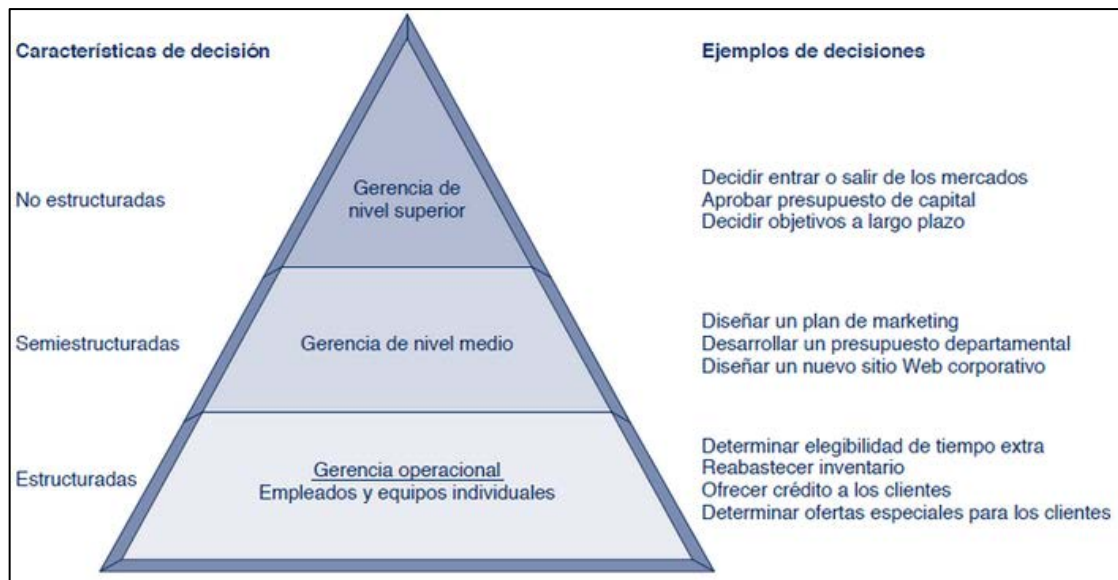 Características de decisión
Ejemplos de decisiones
No estructuradas
Gerencia de
nivel superior
Decidir entrar o salir de los mercados
Aprobar presupuesto de capital
Decidir objetivos a largo plazo
Semiestructuradas
Gerencia de nivel medio
Diseñar un plan de marketing
Desarrollar un presupuesto departamental
Diseñar un nuevo sitio Web corporativo
Estructuradas
Gerencia operacional
Empleados y equipos individuales
Determinar elegibilidad de tiempo extra
Reabastecer inventario
Ofrecer crédito a los clientes
Determinar ofertas especiales para los clientes